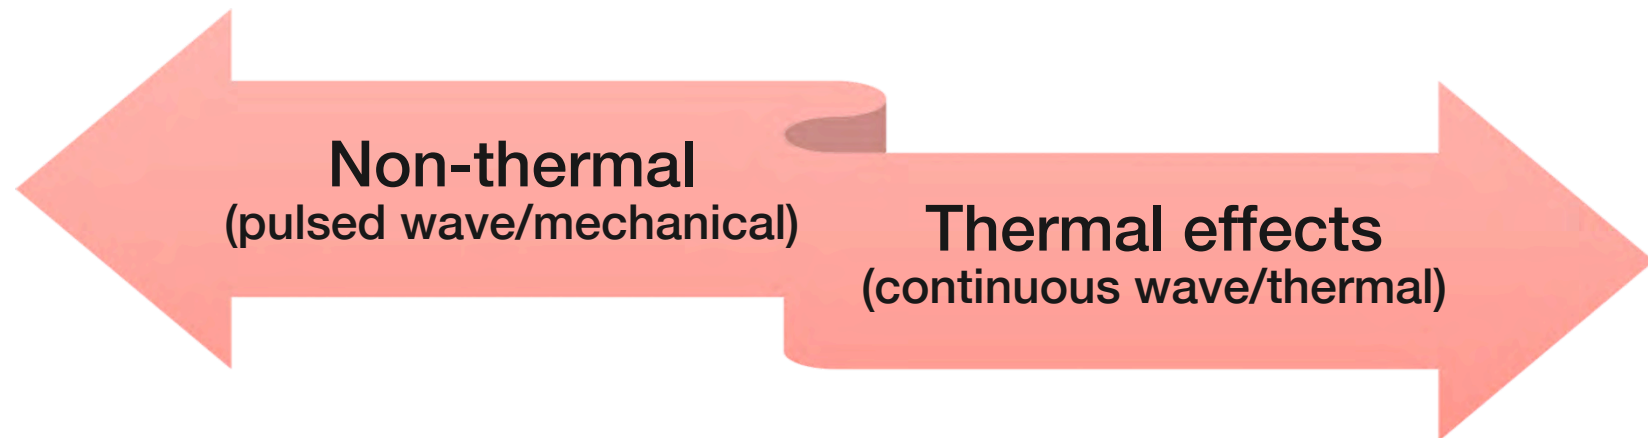 Non-thermal
(pulsed wave/mechanical)
Thermal effects
(continuous wave/thermal)